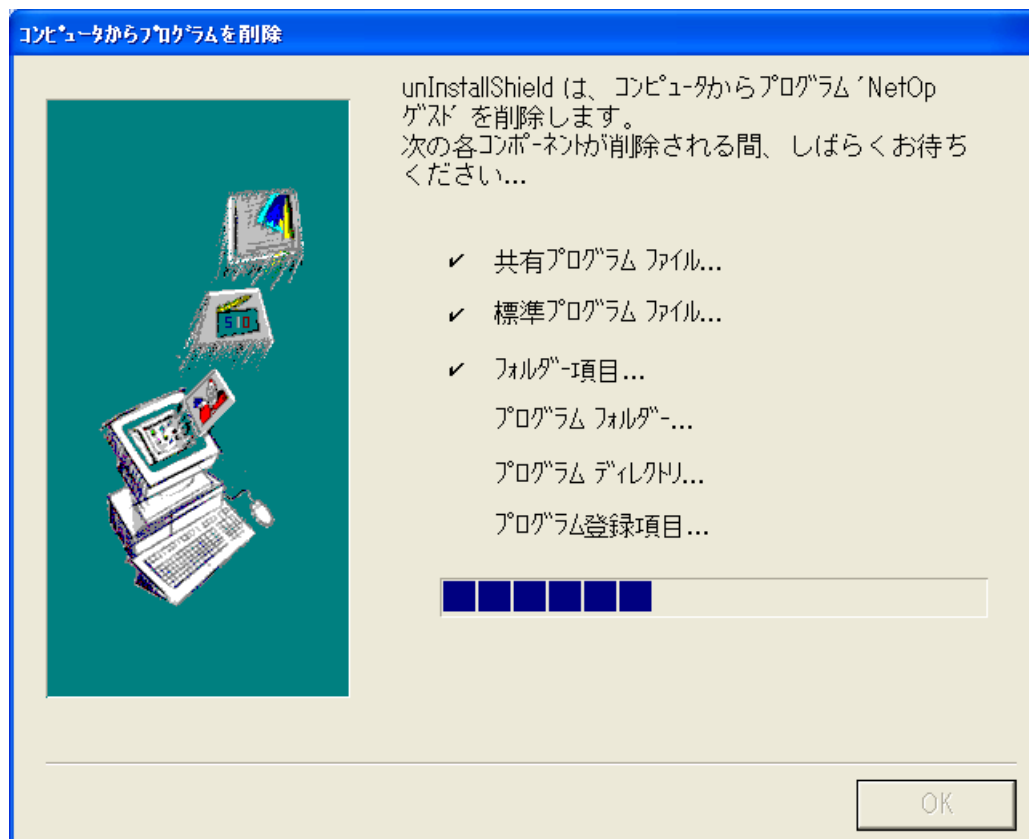 ｺﾝﾋﾟｭｰﾀからﾌﾟﾛｸﾞﾗﾑを削除
unInstallShield は、ｺﾝﾋﾟｭｰﾀからﾌﾟﾛｸﾞﾗﾑ ´NetOp
ｹﾞｽﾄ´ を削除します。
次の各ｺﾝﾎﾟｰﾈﾝﾄが削除される間、しばらくお待ち
ください...
✔ 共有ﾌﾟﾛｸﾞﾗﾑ ﾌｧｲﾙ...
✔ 標準ﾌﾟﾛｸﾞﾗﾑ ﾌｧｲﾙ...
✔ ﾌｫﾙﾀﾞｰ項目...
ﾌﾟﾛｸﾞﾗﾑ ﾌｫﾙﾀﾞｰ...
ﾌﾟﾛｸﾞﾗﾑ ﾃﾞｨﾚｸﾄﾘ...
ﾌﾟﾛｸﾞﾗﾑ登録項目...
OK